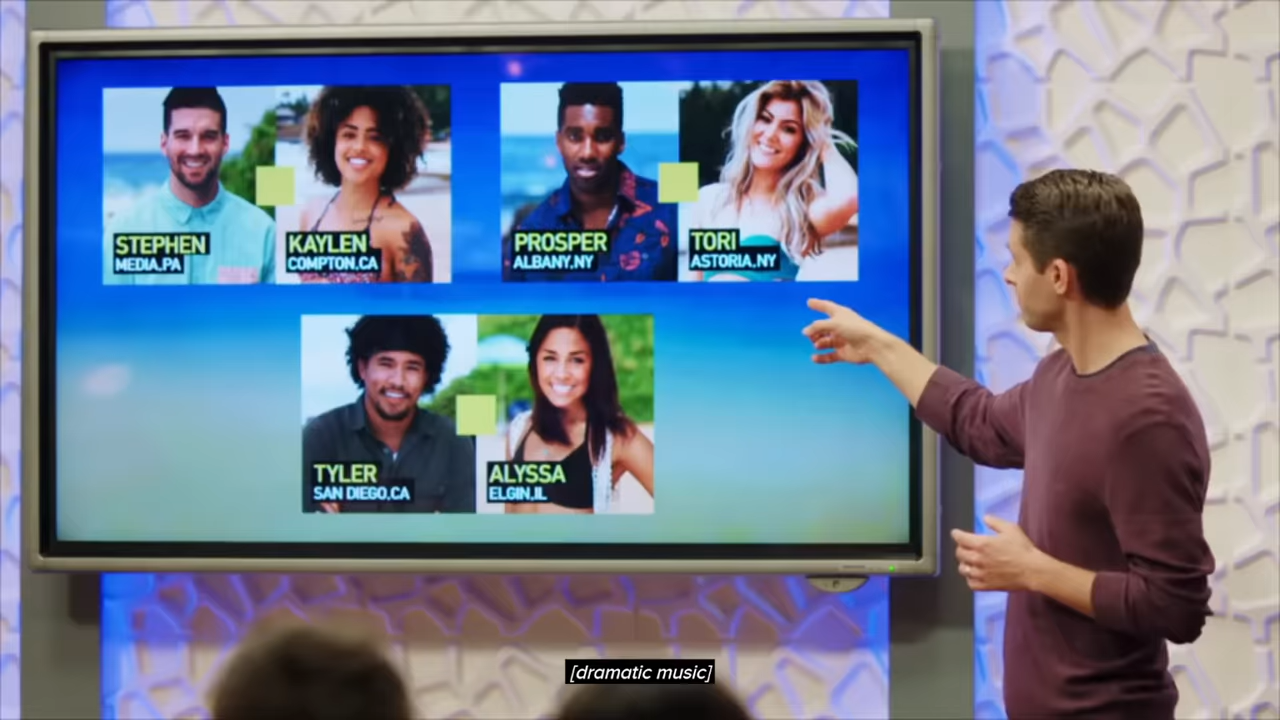 STEPHEN
MEDIA,PA
KAYLEN
COMPTON,CA
PROSPER
ALBANY,NY
TORI
ASTORIA,NY
TYLER
SAN DIEGO,CA
ALYSSA
ELGIN,IL
[dramatic music]